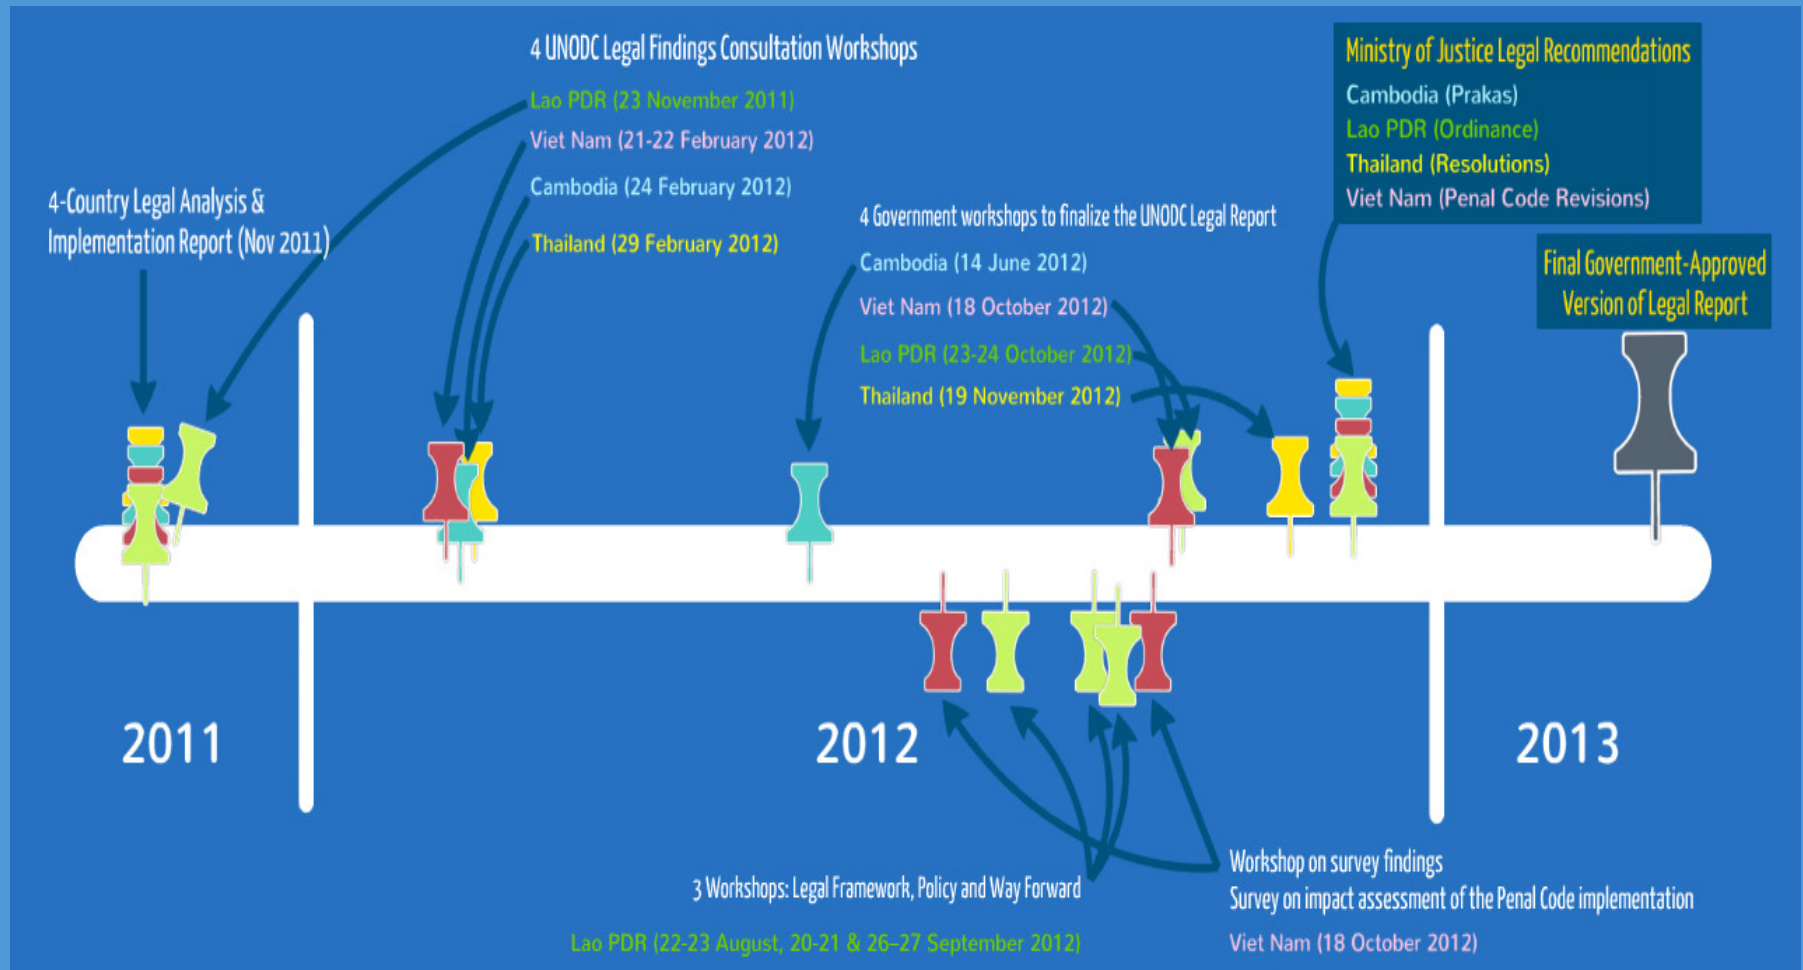 4 UNODC Legal Findings Consultation Workshops
Lao PDR (23 November 2011)
Viet Nam (21-22 February 2012)
Cambodia (24 February 2012)
Thailand (29 February 2012)
4-Country Legal Analysis &
Implementation Report (Nov 2011)
4 Government workshops to finalize the UNODC Legal Report
Cambodia (14 June 2012)
Viet Nam (18 October 2012)
Lao PDR (23-24 October 2012)
Thailand (19 November 2012)
Ministry of Justice Legal Recommendations
Cambodia (Prakas)
Lao PDR (Ordinance)
Thailand (Resolutions)
Viet Nam (Penal Code Revisions)
Final Government-Approved
Version of Legal Report
2011
2012
2013
3 Workshops: Legal Framework, Policy and Way Forward
Lao PDR (22-23 August, 20-21 & 26–27 September 2012)
Workshop on survey findings
Survey on impact assessment of the Penal Code implementation
Viet Nam (18 October 2012)